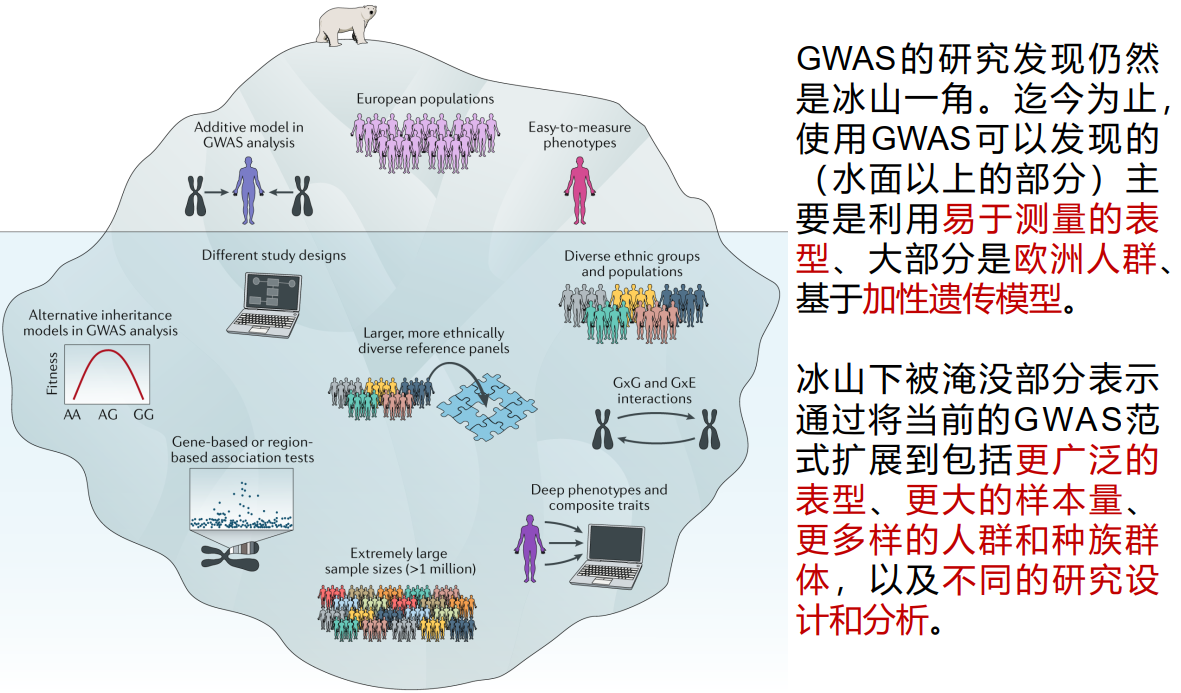 European populations
Additive model in
GWAS analysis
Easy-to-measure
phenotypes
Different study designs
Diverse ethnic groups
and populations
Alternative inheritance
models in GWAS analysis
Fitness
AA AG GG
Larger, more ethnically
diverse reference panels
GxG and GxE
interactions
Gene-based or region-
based association tests
Deep phenotypes and
composite traits
Extremely large
sample sizes (>1 million)
GWAS的研究发现仍然
是冰山一角。迄今为止，
使用GWAS可以发现的
（水面以上的部分）主
要是利用易于测量的表
型、大部分是欧洲人群、
基于加性遗传模型。
冰山下被淹没部分表示
通过将当前的GWAS范
式扩展到包括更广泛的
表型、更大的样本量、
更多样的人群和种族群
体，以及不同的研究设
计和分析。